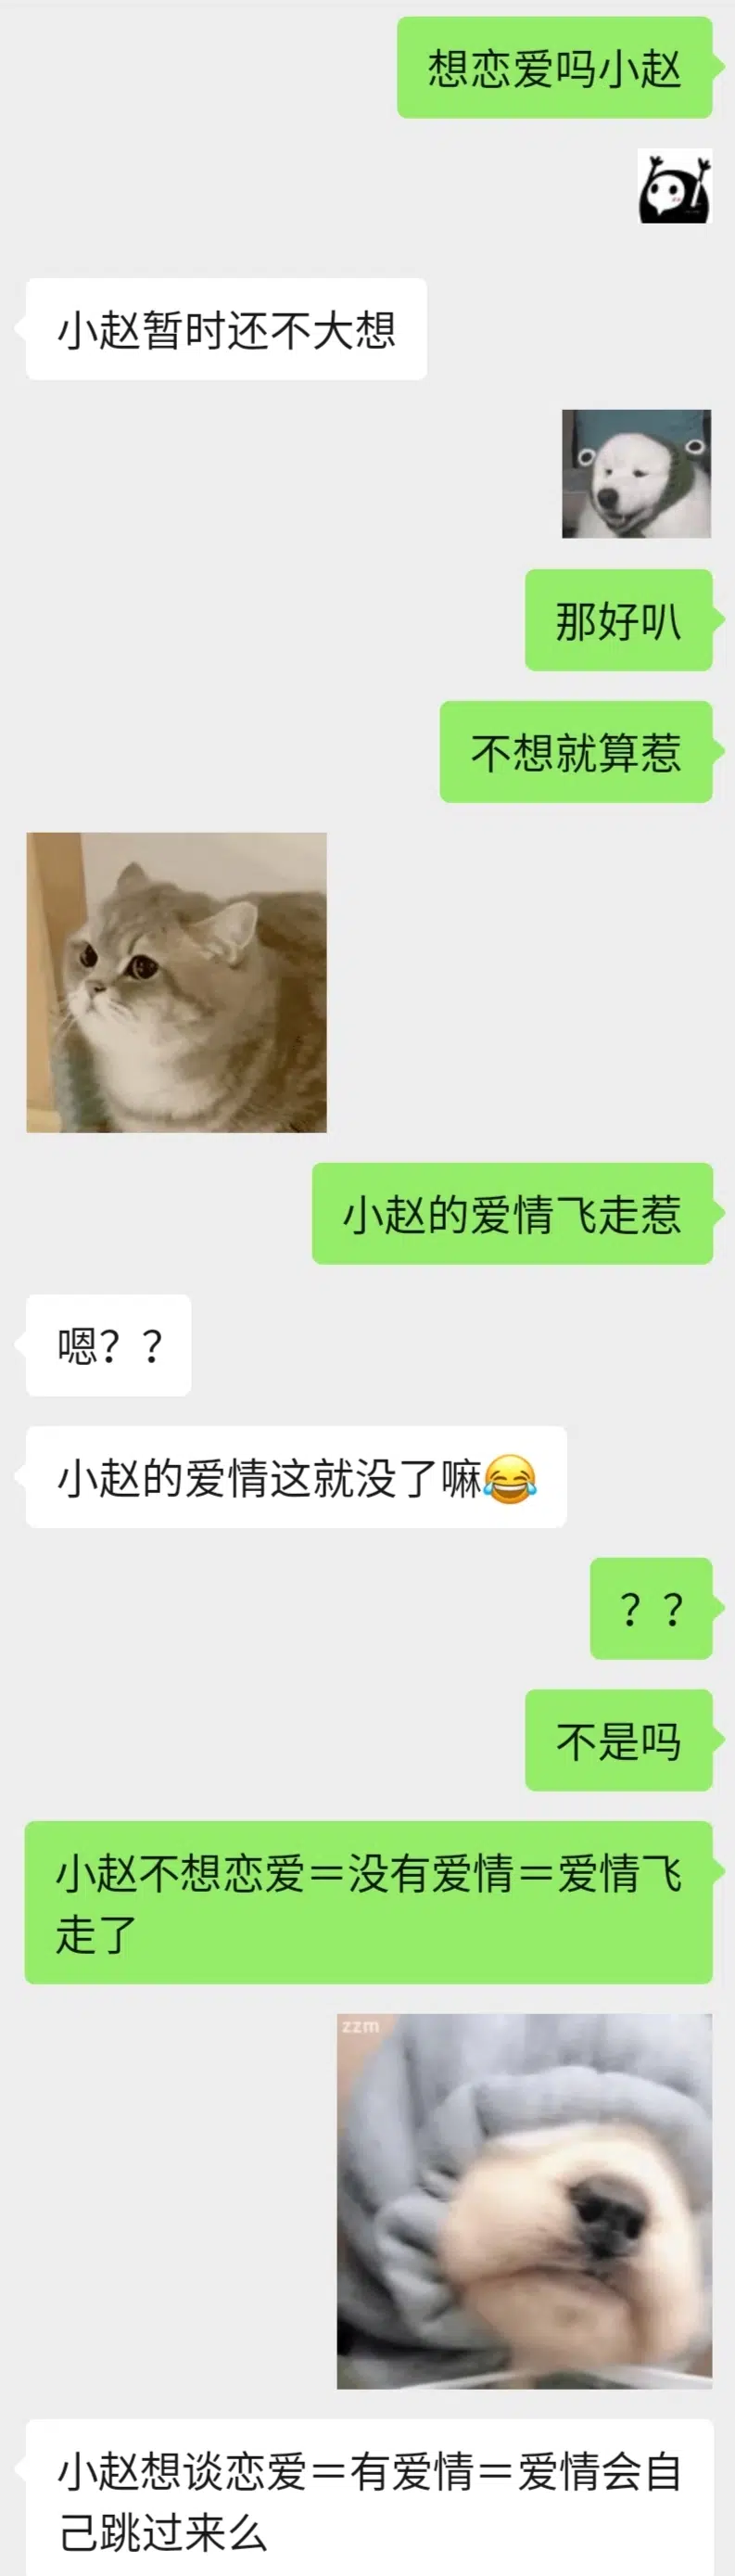 想恋爱吗小赵
小赵暂时还不大想
那好叭
不想就算惹
小赵的爱情飞走惹
嗯？？
小赵的爱情这就没了嘛😂
？？
不是吗
小赵不想恋爱＝没有爱情＝爱情飞
走了
zzm
小赵想谈恋爱＝有爱情＝爱情会自
己跳过来么